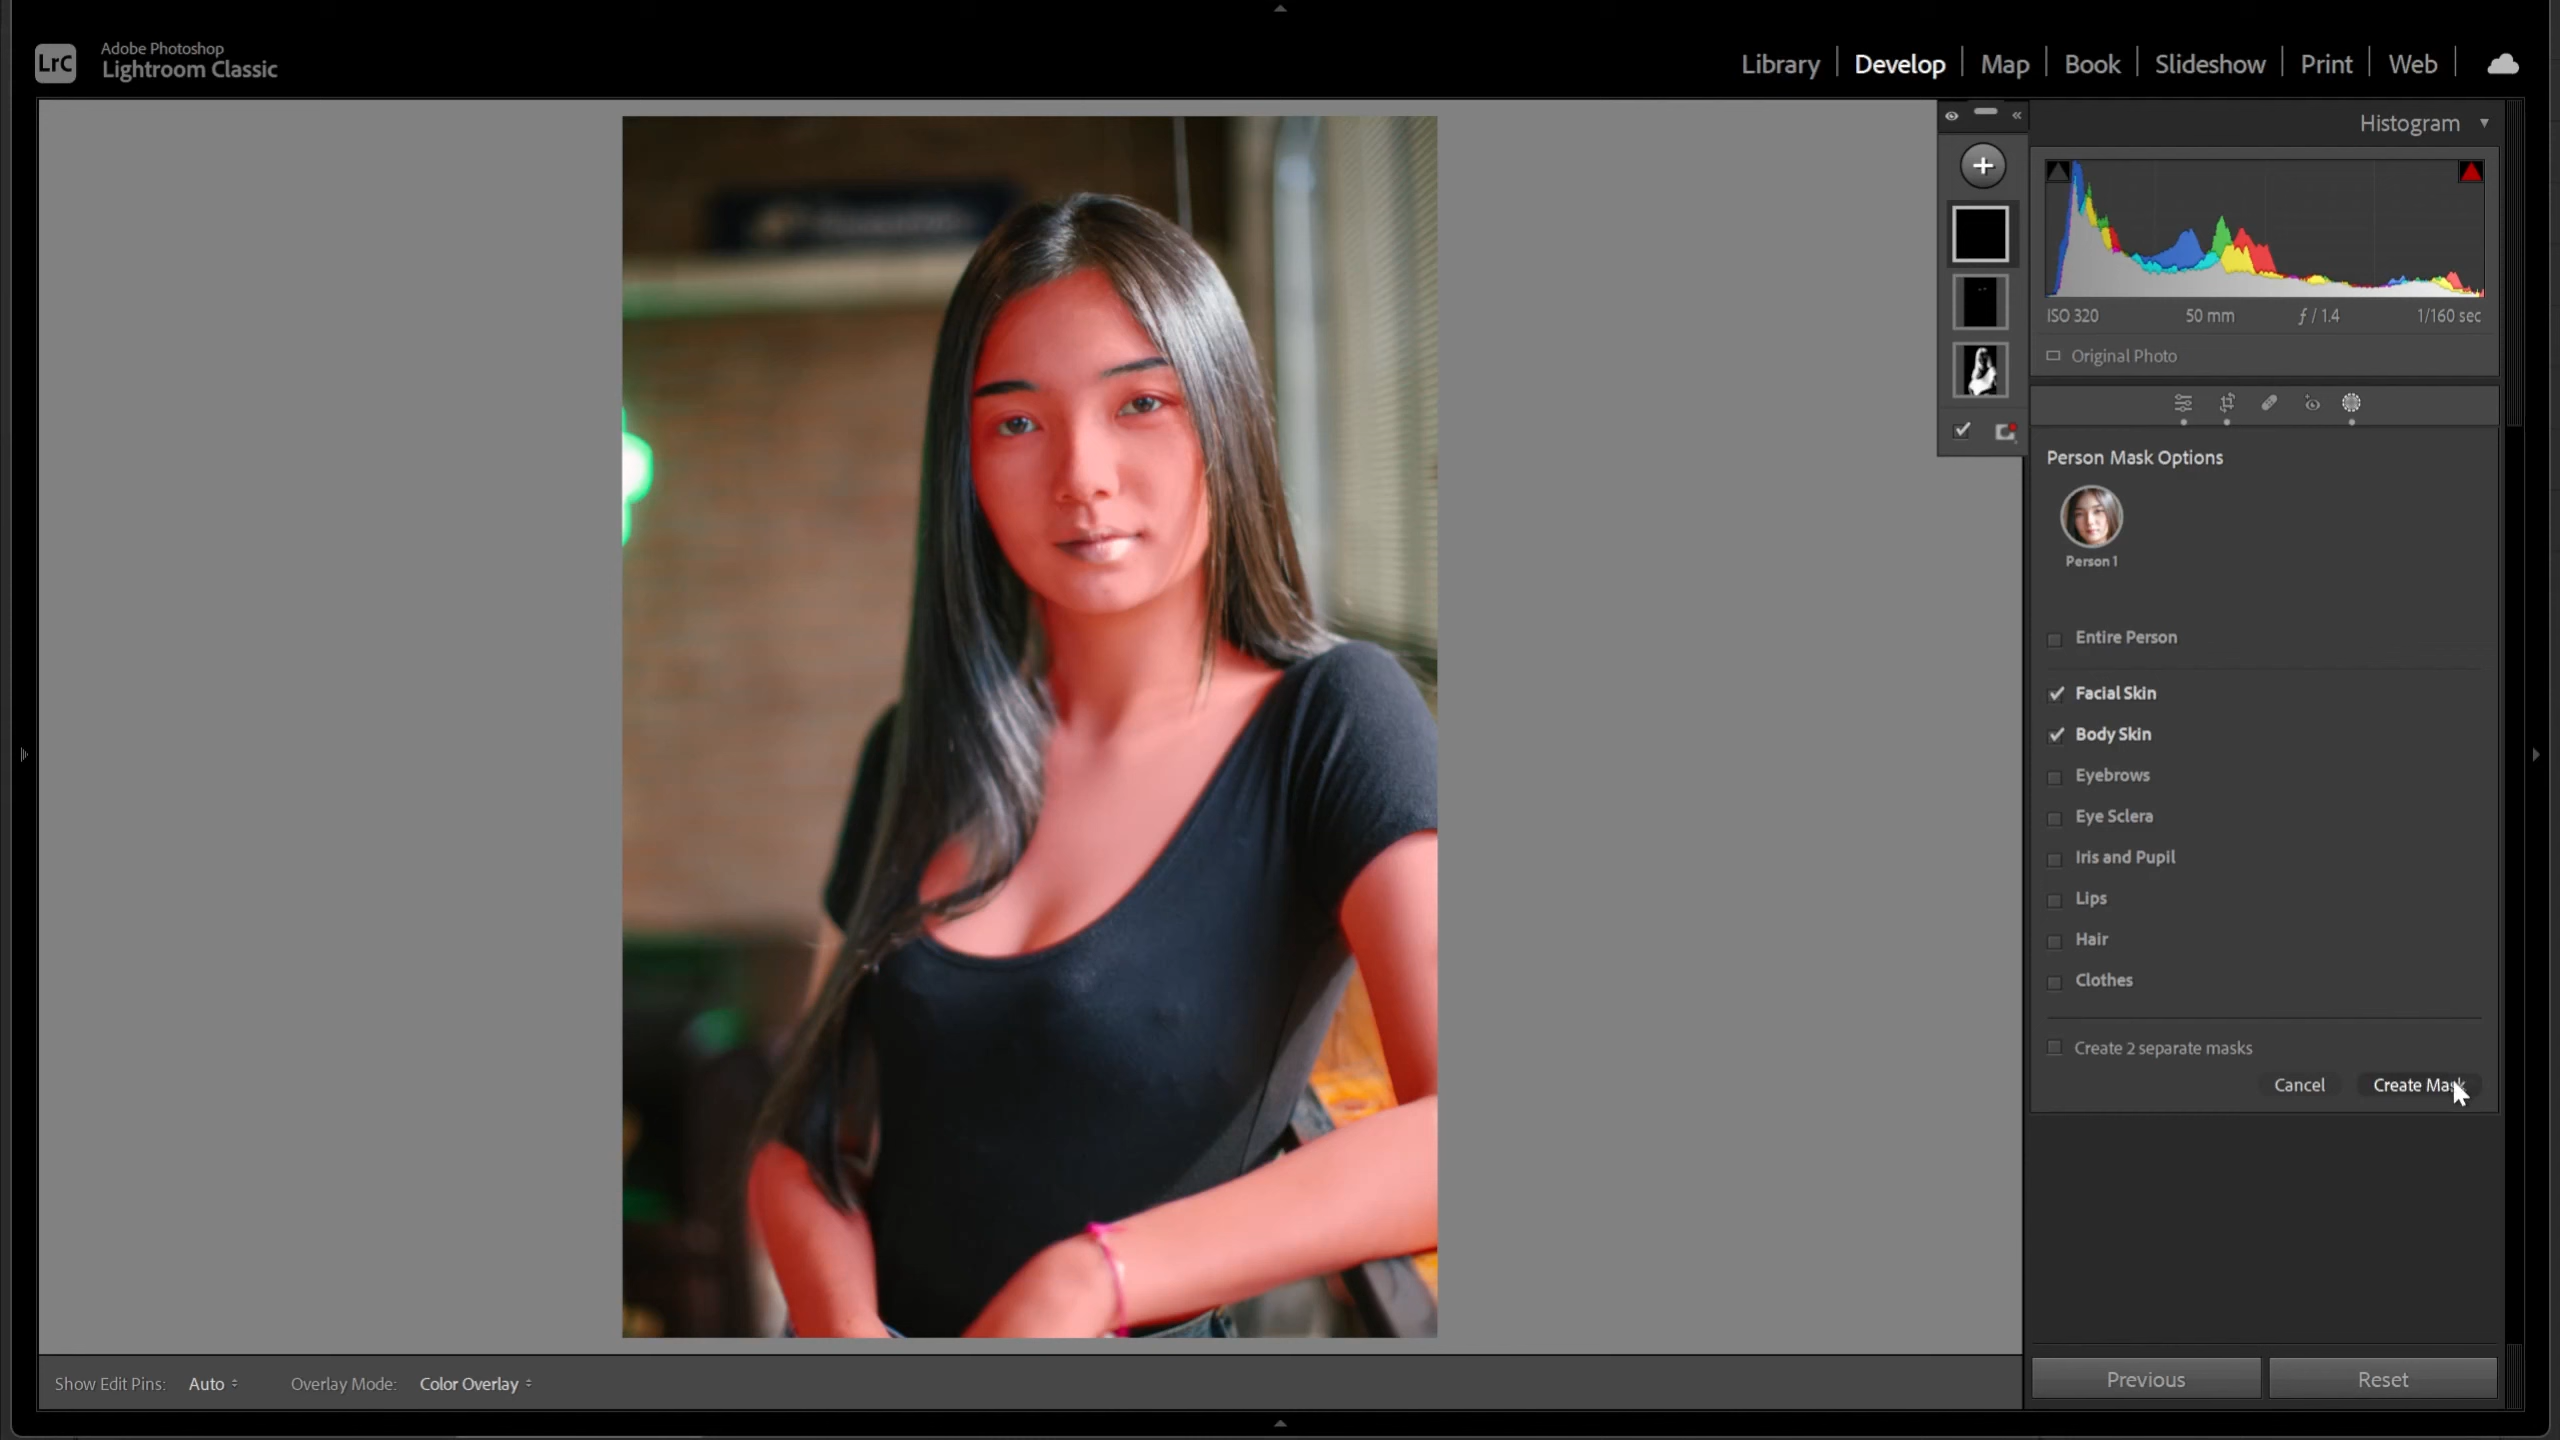 Adobe Photoshop
LrC Lightroom Classic
Library | Develop | Map | Book | Slideshow | Print | Web
Histogram
ISO 320 50 mm ƒ / 1.4 1/160 sec
Original Photo
Person Mask Options
Person 1
Entire Person
Facial Skin
Body Skin
Eyebrows
Eye Sclera
Iris and Pupil
Lips
Hair
Clothes
Create 2 separate masks
Cancel Create Mask
Show Edit Pins: Auto Overlay Mode: Color Overlay
Previous Reset